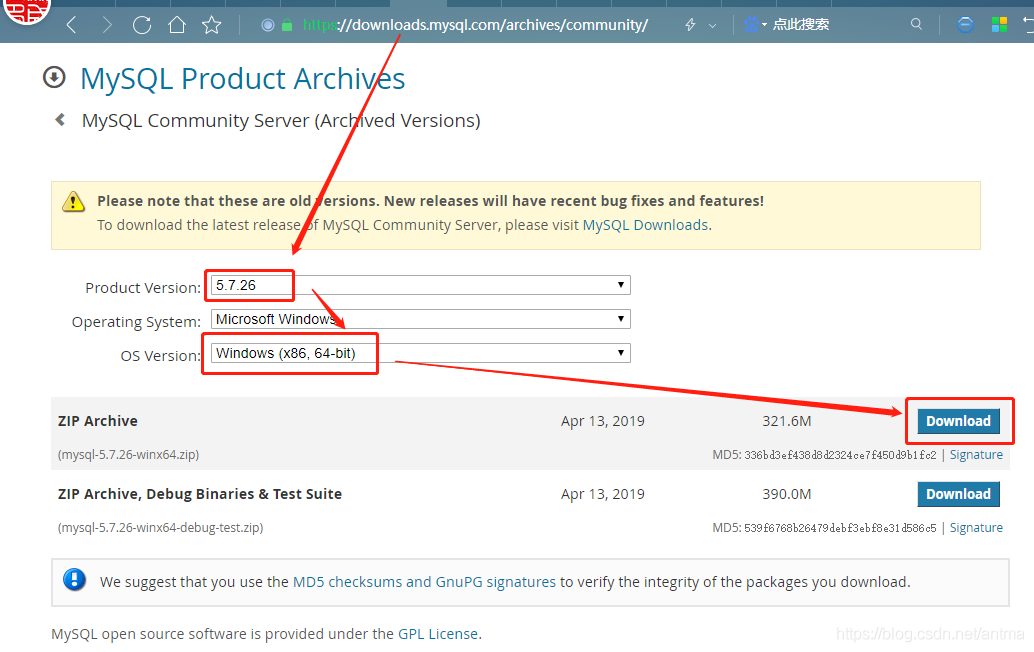 https://downloads.mysql.com/archives/community/
点此搜索
MySQL Product Archives
MySQL Community Server (Archived Versions)
Please note that these are old versions. New releases will have recent bug fixes and features!
To download the latest release of MySQL Community Server, please visit MySQL Downloads.
Product Version: 5.7.26
Operating System: Microsoft Windows
OS Version: Windows (x86, 64-bit)
ZIP Archive Apr 13, 2019 321.6M Download
(mysql-5.7.26-winx64.zip) MD5: 336bd3ef438d8d2324ce7f450d9b1fc2 | Signature
ZIP Archive, Debug Binaries & Test Suite Apr 13, 2019 390.0M Download
(mysql-5.7.26-winx64-debug-test.zip) MD5: 539f6768b26479debf3ebf8e31d586c5 | Signature
We suggest that you use the MD5 checksums and GnuPG signatures to verify the integrity of the packages you download.
MySQL open source software is provided under the GPL License.
https://blog.csdn.net/antma